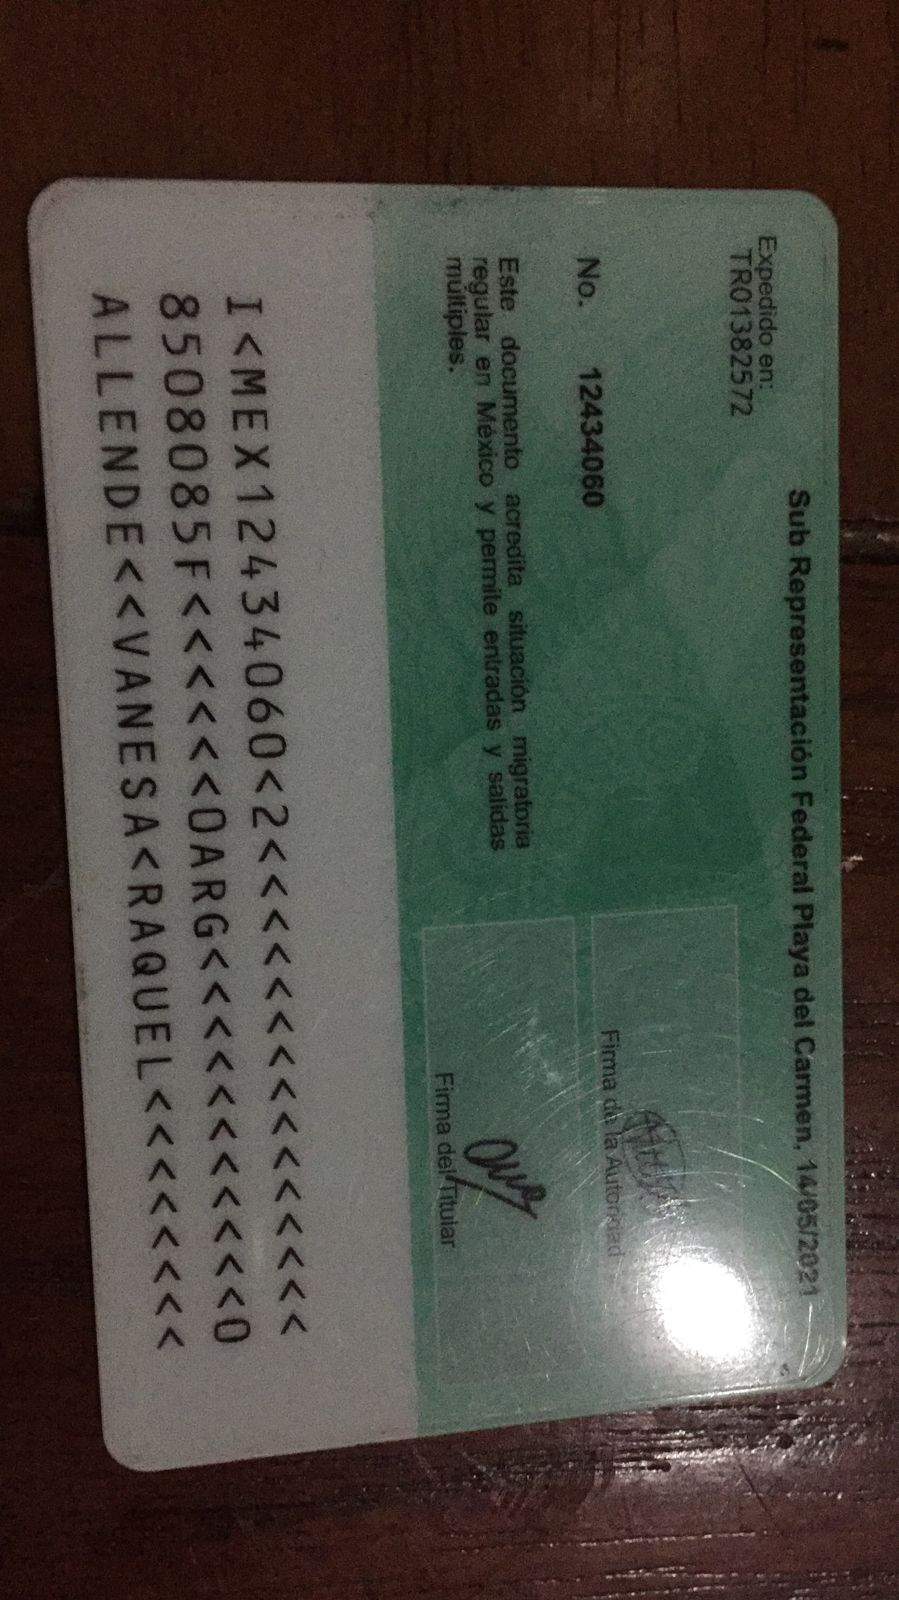 Sub Representación Federal Playa del Carmen, 14/05/2021
Expedido en:
TR01382572
No. 12434060
Este documento acredita situación migratoria
regular en México y permite entradas y salidas
múltiples.
Firma de la Autoridad
Firma del Titular
I<MEX12434060<2<<<<<<<<<<<<<<<
8508085F<<<<<<0ARG<<<<<<<<<<<0
ALLENDE<<VANESA<RAQUEL<<<<<<<<